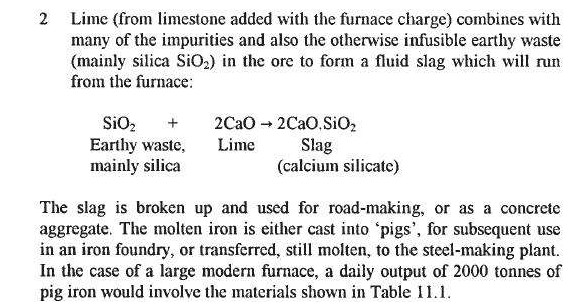 2 Lime (from limestone added with the furnace charge) combines with
many of the impurities and also the otherwise infusible earthy waste
(mainly silica SiO₂) in the ore to form a fluid slag which will run
from the furnace:
SiO₂ + 2CaO → 2CaO.SiO₂
Earthy waste, Lime Slag
mainly silica (calcium silicate)
The slag is broken up and used for road-making, or as a concrete
aggregate. The molten iron is either cast into ‘pigs’, for subsequent use
in an iron foundry, or transferred, still molten, to the steel-making plant.
In the case of a large modern furnace, a daily output of 2000 tonnes of
pig iron would involve the materials shown in Table 11.1.